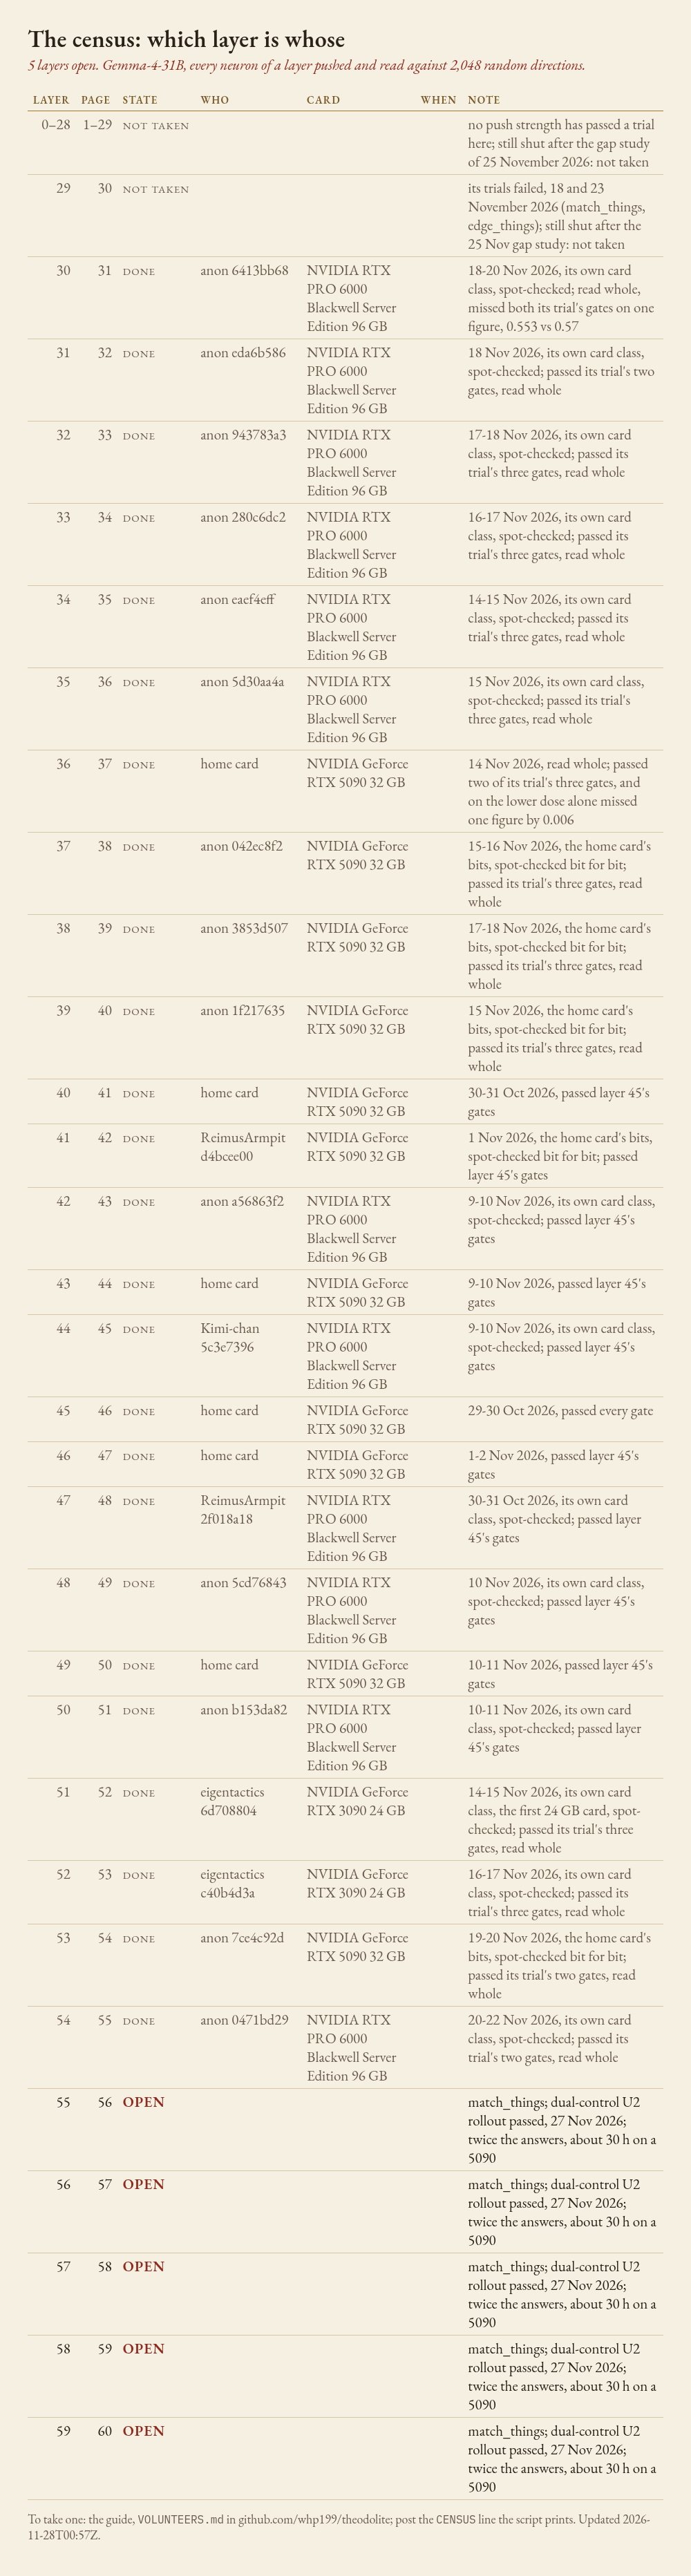 The census: which layer is whose
5 layers open. Gemma-4-31B, every neuron of a layer pushed and read against 2,048 random directions.
LAYER PAGE STATE WHO CARD WHEN NOTE
0–28 1–29 NOT TAKEN no push strength has passed a trial
here; still shut after the gap study
of 25 November 2026: not taken
29 30 NOT TAKEN its trials failed, 18 and 23
November 2026 (match_things,
edge_things); still shut after the
25 Nov gap study: not taken
30 31 DONE anon 6413bb68 NVIDIA RTX 18-20 Nov 2026, its own card
PRO 6000 class, spot-checked; read whole,
Blackwell Server missed both its trial's gates on one
Edition 96 GB figure, 0.553 vs 0.57
31 32 DONE anon eda6b586 NVIDIA RTX 18 Nov 2026, its own card class,
PRO 6000 spot-checked; passed its trial's two
Blackwell Server gates, read whole
Edition 96 GB
32 33 DONE anon 943783a3 NVIDIA RTX 17-18 Nov 2026, its own card
PRO 6000 class, spot-checked; passed its
Blackwell Server trial's three gates, read whole
Edition 96 GB
33 34 DONE anon 280c6dc2 NVIDIA RTX 16-17 Nov 2026, its own card
PRO 6000 class, spot-checked; passed its
Blackwell Server trial's three gates, read whole
Edition 96 GB
34 35 DONE anon eaef4eff NVIDIA RTX 14-15 Nov 2026, its own card
PRO 6000 class, spot-checked; passed its
Blackwell Server trial's three gates, read whole
Edition 96 GB
35 36 DONE anon 5d30aa4a NVIDIA RTX 15 Nov 2026, its own card class,
PRO 6000 spot-checked; passed its trial's
Blackwell Server three gates, read whole
Edition 96 GB
36 37 DONE home card NVIDIA GeForce 14 Nov 2026, read whole; passed
RTX 5090 32 GB two of its trial's three gates, and
on the lower dose alone missed
one figure by 0.006
37 38 DONE anon 042ec8f2 NVIDIA GeForce 15-16 Nov 2026, the home card's
RTX 5090 32 GB bits, spot-checked bit for bit;
passed its trial's three gates, read
whole
38 39 DONE anon 3853d507 NVIDIA GeForce 17-18 Nov 2026, the home card's
RTX 5090 32 GB bits, spot-checked bit for bit;
passed its trial's three gates, read
whole
39 40 DONE anon 1f217635 NVIDIA GeForce 15 Nov 2026, the home card's
RTX 5090 32 GB bits, spot-checked bit for bit;
passed its trial's three gates, read
whole
40 41 DONE home card NVIDIA GeForce 30-31 Oct 2026, passed layer 45's
RTX 5090 32 GB gates
41 42 DONE ReimusArmpit NVIDIA GeForce 1 Nov 2026, the home card's bits,
d4bcee00 RTX 5090 32 GB spot-checked bit for bit; passed
layer 45's gates
42 43 DONE anon a56863f2 NVIDIA RTX 9-10 Nov 2026, its own card class,
PRO 6000 spot-checked; passed layer 45's
Blackwell Server gates
Edition 96 GB
43 44 DONE home card NVIDIA GeForce 9-10 Nov 2026, passed layer 45's
RTX 5090 32 GB gates
44 45 DONE Kimi-chan NVIDIA RTX 9-10 Nov 2026, its own card class,
5c3e7396 PRO 6000 spot-checked; passed layer 45's
Blackwell Server gates
Edition 96 GB
45 46 DONE home card NVIDIA GeForce 29-30 Oct 2026, passed every gate
RTX 5090 32 GB
46 47 DONE home card NVIDIA GeForce 1-2 Nov 2026, passed layer 45's
RTX 5090 32 GB gates
47 48 DONE ReimusArmpit NVIDIA RTX 30-31 Oct 2026, its own card
2f018a18 PRO 6000 class, spot-checked; passed layer
Blackwell Server 45's gates
Edition 96 GB
48 49 DONE anon 5cd76843 NVIDIA RTX 10 Nov 2026, its own card class,
PRO 6000 spot-checked; passed layer 45's
Blackwell Server gates
Edition 96 GB
49 50 DONE home card NVIDIA GeForce 10-11 Nov 2026, passed layer 45's
RTX 5090 32 GB gates
50 51 DONE anon b153da82 NVIDIA RTX 10-11 Nov 2026, its own card
PRO 6000 class, spot-checked; passed layer
Blackwell Server 45's gates
Edition 96 GB
51 52 DONE eigentactics NVIDIA GeForce 14-15 Nov 2026, its own card
6d708804 RTX 3090 24 GB class, the first 24 GB card, spot-
checked; passed its trial's three
gates, read whole
52 53 DONE eigentactics NVIDIA GeForce 16-17 Nov 2026, its own card
c40b4d3a RTX 3090 24 GB class, spot-checked; passed its
trial's three gates, read whole
53 54 DONE anon 7ce4c92d NVIDIA GeForce 19-20 Nov 2026, the home card's
RTX 5090 32 GB bits, spot-checked bit for bit;
passed its trial's two gates, read
whole
54 55 DONE anon 0471bd29 NVIDIA RTX 20-22 Nov 2026, its own card
PRO 6000 class, spot-checked; passed its
Blackwell Server trial's two gates, read whole
Edition 96 GB
55 56 OPEN match_things; dual-control U2
rollout passed, 27 Nov 2026;
twice the answers, about 30 h on a
5090
56 57 OPEN match_things; dual-control U2
rollout passed, 27 Nov 2026;
twice the answers, about 30 h on a
5090
57 58 OPEN match_things; dual-control U2
rollout passed, 27 Nov 2026;
twice the answers, about 30 h on a
5090
58 59 OPEN match_things; dual-control U2
rollout passed, 27 Nov 2026;
twice the answers, about 30 h on a
5090
59 60 OPEN match_things; dual-control U2
rollout passed, 27 Nov 2026;
twice the answers, about 30 h on a
5090
To take one: the guide, VOLUNTEERS.md in github.com/whp199/theodolite; post the CENSUS line the script prints. Updated 2026-
11-28T00:57Z.